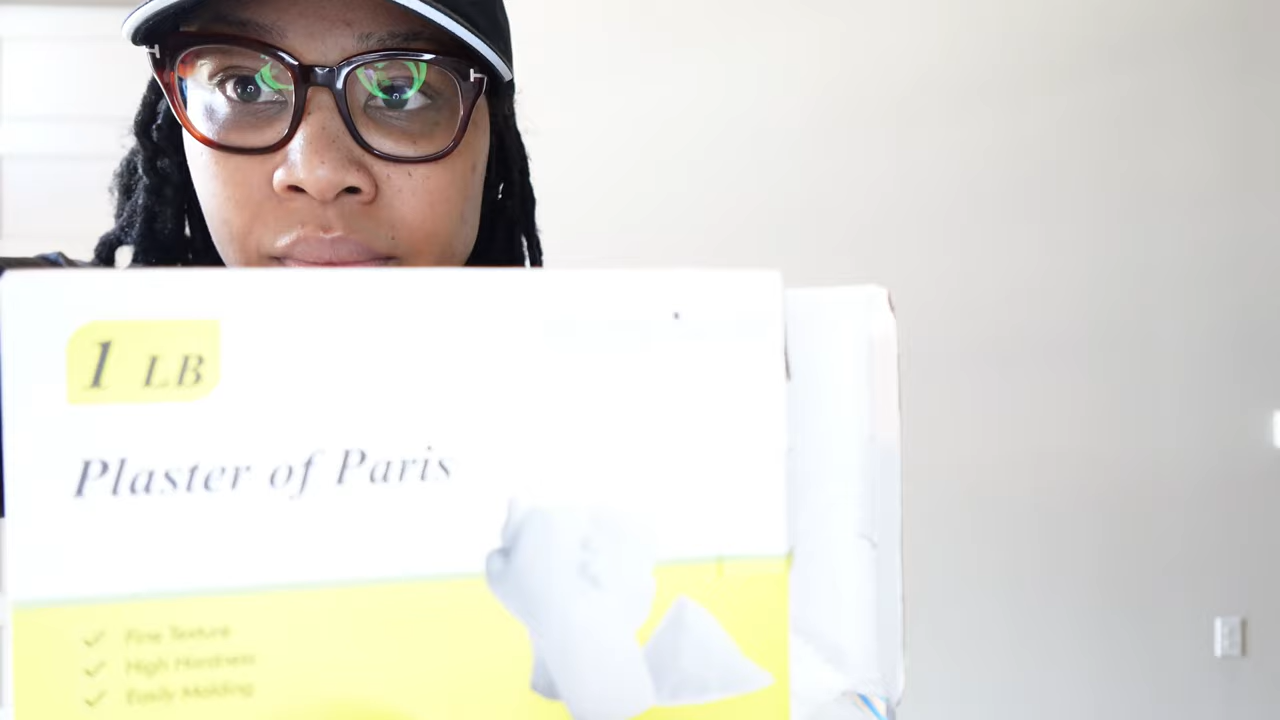 1 LB
Plaster of Paris
Fine Texture
High Hardness
Easily Molding